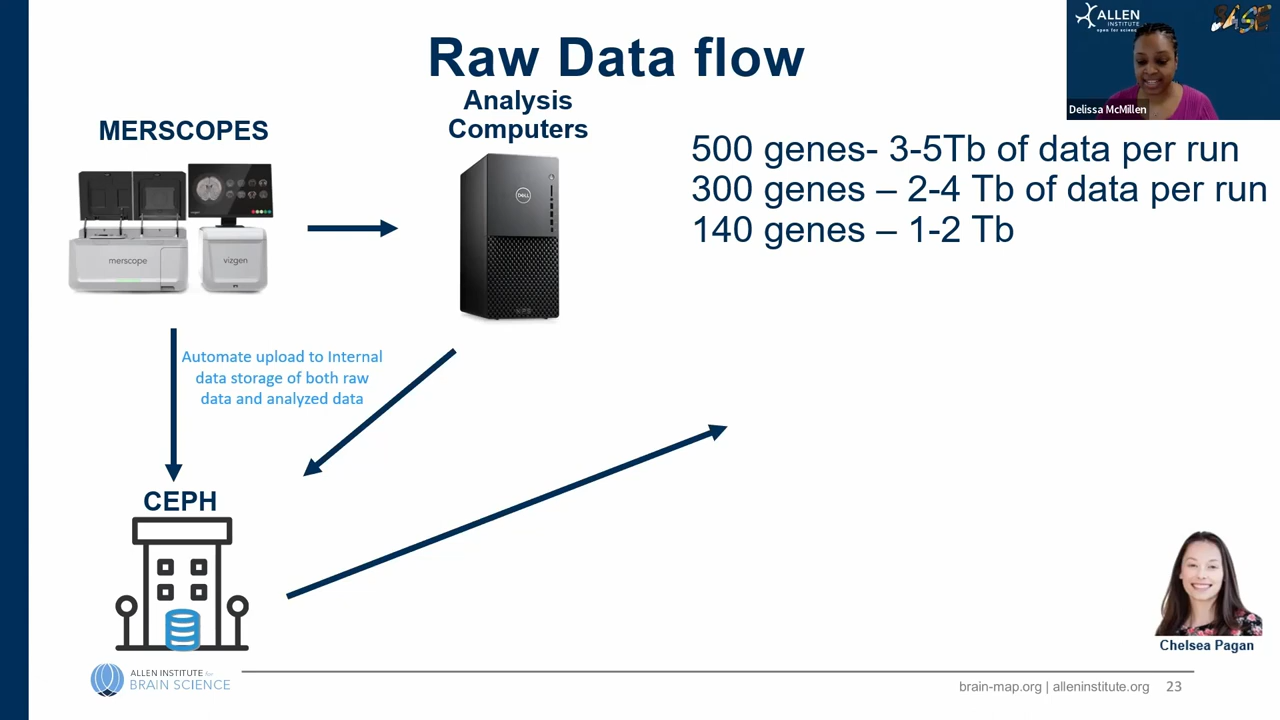 Raw Data flow
ALLEN
INSTITUTE
open for science
Delissa McMillen
MERSCOPES
Analysis
Computers
500 genes- 3-5Tb of data per run
300 genes – 2-4 Tb of data per run
140 genes – 1-2 Tb
DELL
merscope
vizgen
Automate upload to Internal
data storage of both raw
data and analyzed data
CEPH
Chelsea Pagan
ALLEN INSTITUTE for
BRAIN SCIENCE
brain-map.org | alleninstitute.org 23